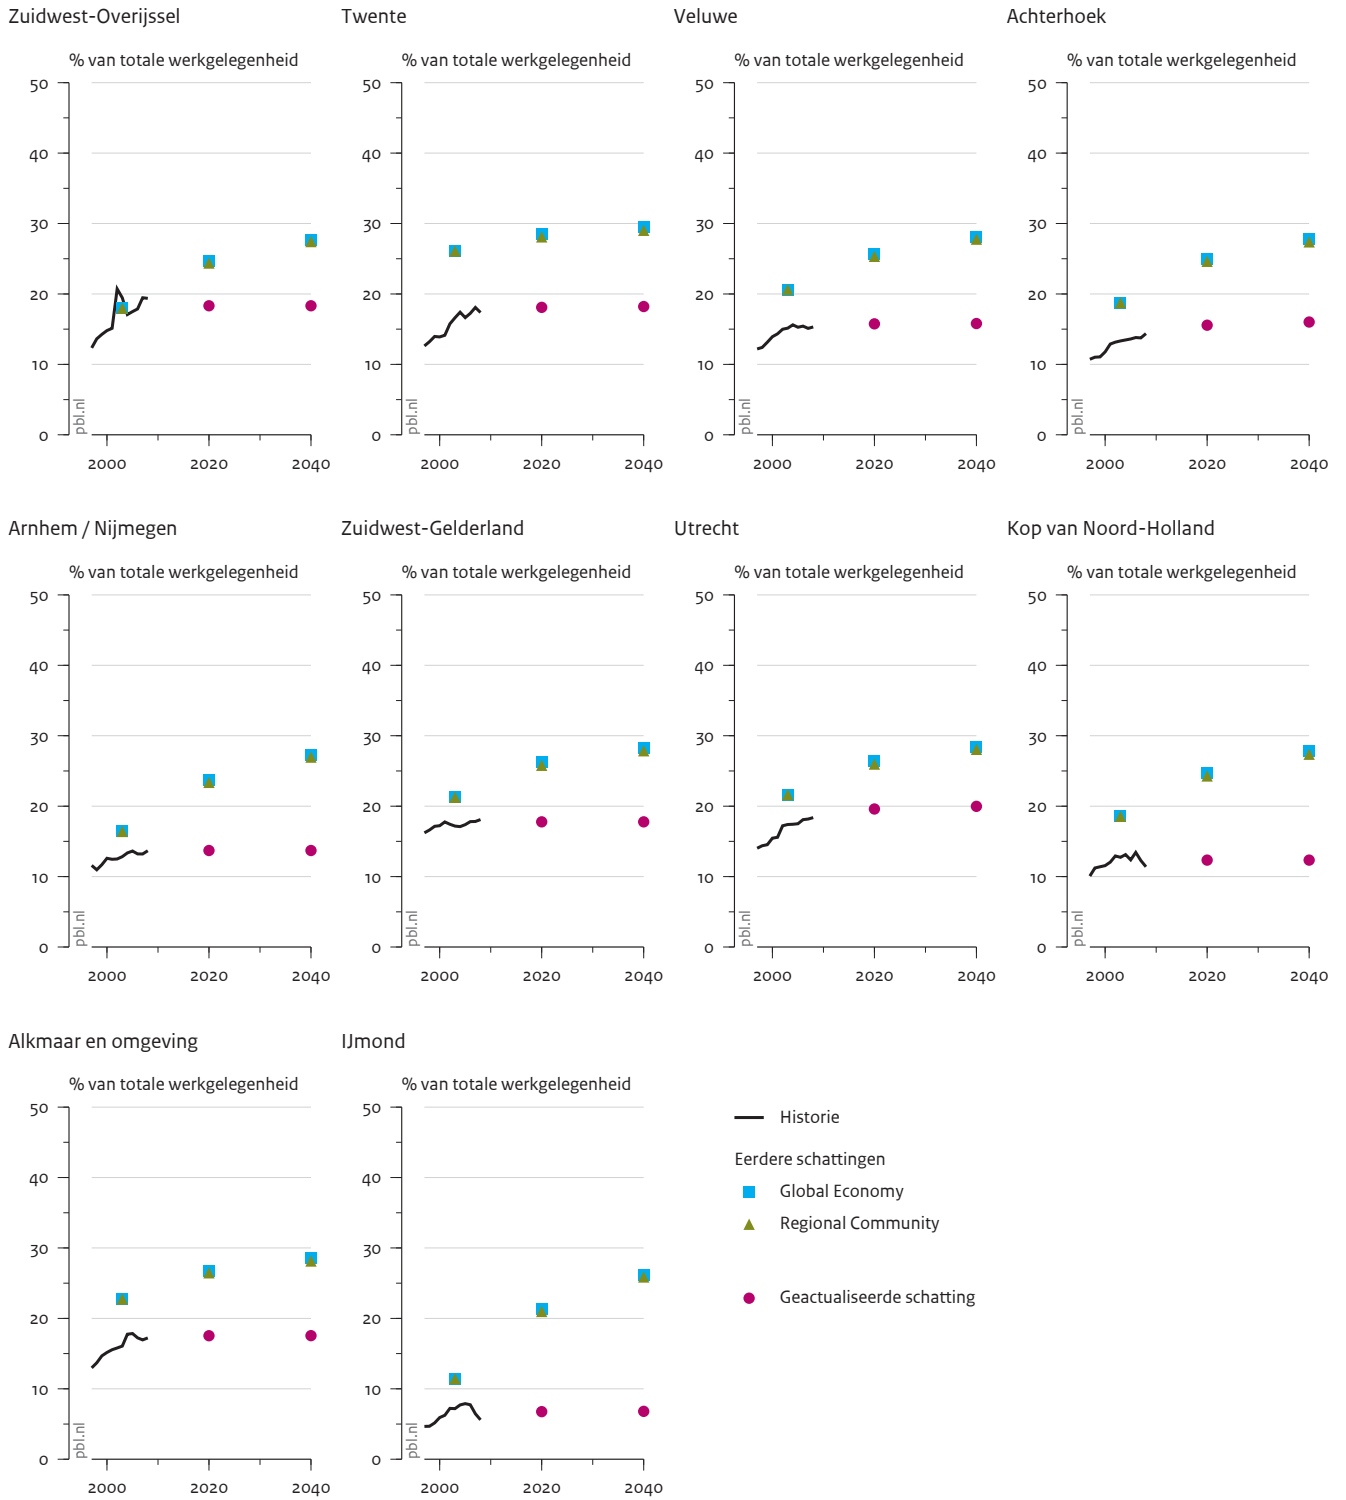 Zuidwest-Overijssel
% van totale werkgelegenheid
50
40
30
20
10
0
pbl.nl
2000 2020 2040
Twente
% van totale werkgelegenheid
50
40
30
20
10
0
pbl.nl
2000 2020 2040
Veluwe
% van totale werkgelegenheid
50
40
30
20
10
0
pbl.nl
2000 2020 2040
Achterhoek
% van totale werkgelegenheid
50
40
30
20
10
0
pbl.nl
2000 2020 2040
Arnhem / Nijmegen
% van totale werkgelegenheid
50
40
30
20
10
0
pbl.nl
2000 2020 2040
Zuidwest-Gelderland
% van totale werkgelegenheid
50
40
30
20
10
0
pbl.nl
2000 2020 2040
Utrecht
% van totale werkgelegenheid
50
40
30
20
10
0
pbl.nl
2000 2020 2040
Kop van Noord-Holland
% van totale werkgelegenheid
50
40
30
20
10
0
pbl.nl
2000 2020 2040
Alkmaar en omgeving
% van totale werkgelegenheid
50
40
30
20
10
0
pbl.nl
2000 2020 2040
IJmond
% van totale werkgelegenheid
50
40
30
20
10
0
pbl.nl
2000 2020 2040
Historie
Eerdere schattingen
Global Economy
Regional Community
Geactualiseerde schatting